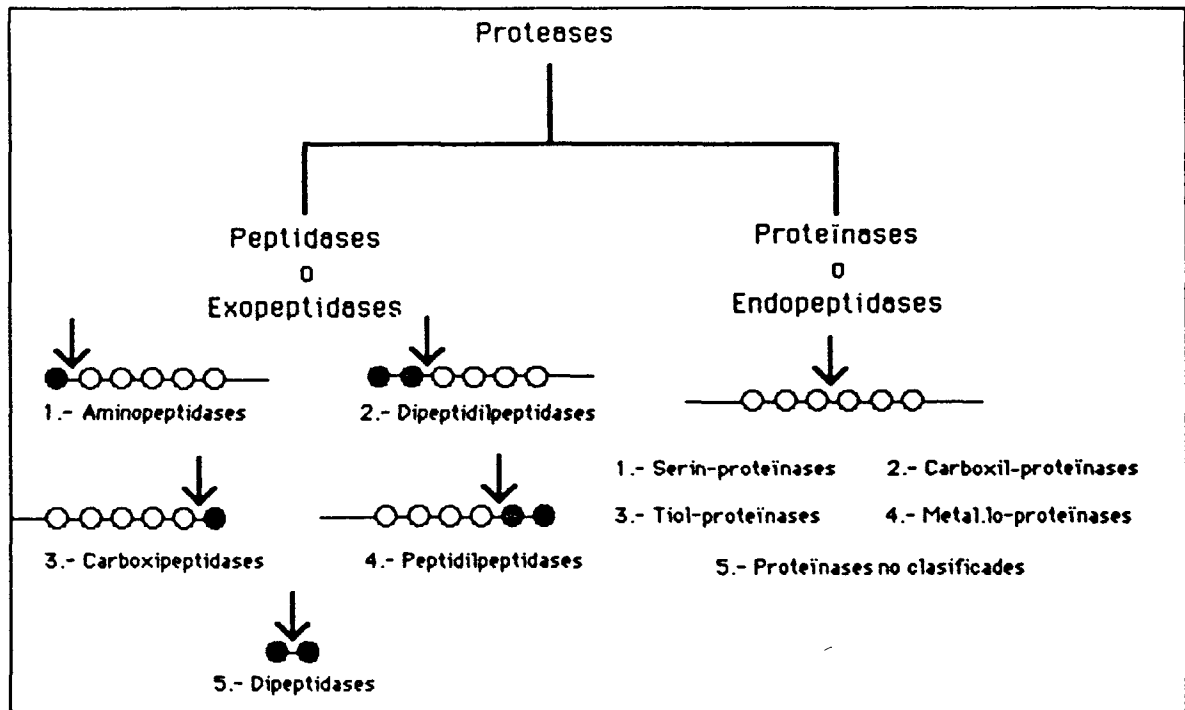 Proteases
Peptidases
o
Exopeptidases
1.- Aminopeptidases
2.- Dipeptidilpeptidases
3.- Carboxipeptidases
4.- Peptidilpeptidases
5.- Dipeptidases
Proteïnases
o
Endopeptidases
1.- Serin-proteïnases
2.- Carboxil-proteïnases
3.- Tiol-proteïnases
4.- Metal.lo-proteïnases
5.- Proteïnases no clasificades